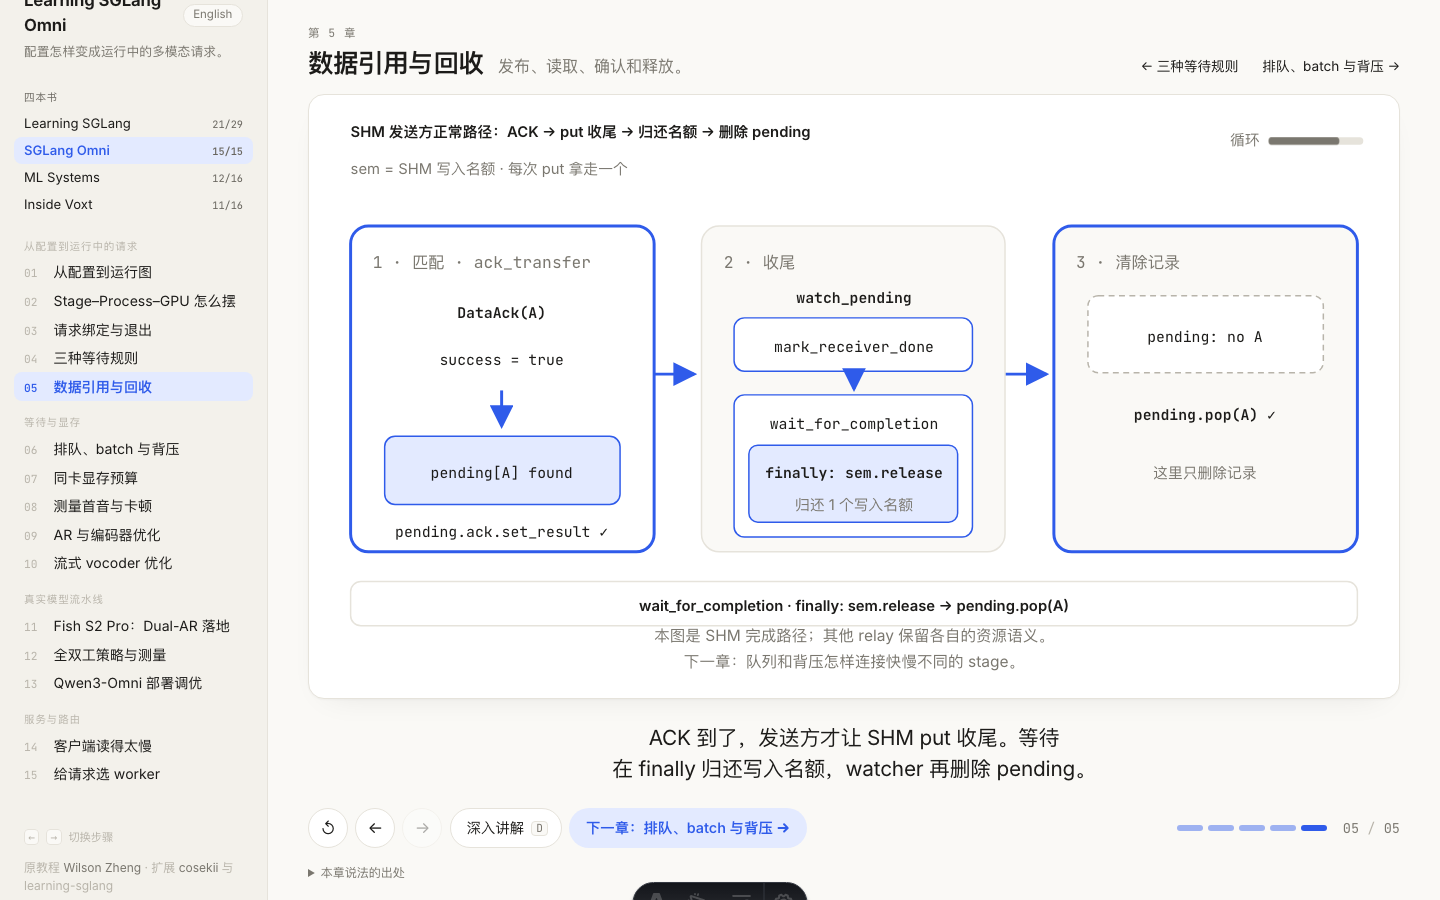 Learning SGLang
Omni
English
配置怎样变成运行中的多模态请求。
四本书
Learning SGLang 21/29
SGLang Omni 15/15
ML Systems 12/16
Inside Voxt 11/16
从配置到运行中的请求
01 从配置到运行图
02 Stage–Process–GPU 怎么摆
03 请求绑定与退出
04 三种等待规则
05 数据引用与回收
等待与显存
06 排队、batch 与背压
07 同卡显存预算
08 测量首音与卡顿
09 AR 与编码器优化
10 流式 vocoder 优化
真实模型流水线
11 Fish S2 Pro：Dual-AR 落地
12 全双工策略与测量
13 Qwen3-Omni 部署调优
服务与路由
14 客户端读得太慢
15 给请求选 worker
← → 切换步骤
原教程 Wilson Zheng · 扩展 cosekii 与
learning-sglang
第 5 章
数据引用与回收 发布、读取、确认和释放。
← 三种等待规则 排队、batch 与背压 →
SHM 发送方正常路径：ACK → put 收尾 → 归还名额 → 删除 pending
循环
sem = SHM 写入名额 · 每次 put 拿走一个
1 · 匹配 · ack_transfer
DataAck(A)
success = true
pending[A] found
pending.ack.set_result ✓
2 · 收尾
watch_pending
mark_receiver_done
wait_for_completion
finally: sem.release
归还 1 个写入名额
3 · 清除记录
pending: no A
pending.pop(A) ✓
这里只删除记录
wait_for_completion · finally: sem.release → pending.pop(A)
本图是 SHM 完成路径；其他 relay 保留各自的资源语义。
下一章：队列和背压怎样连接快慢不同的 stage。
ACK 到了，发送方才让 SHM put 收尾。等待
在 finally 归还写入名额，watcher 再删除 pending。
← → 深入讲解 D 下一章：排队、batch 与背压 →
05 / 05
▶ 本章说法的出处